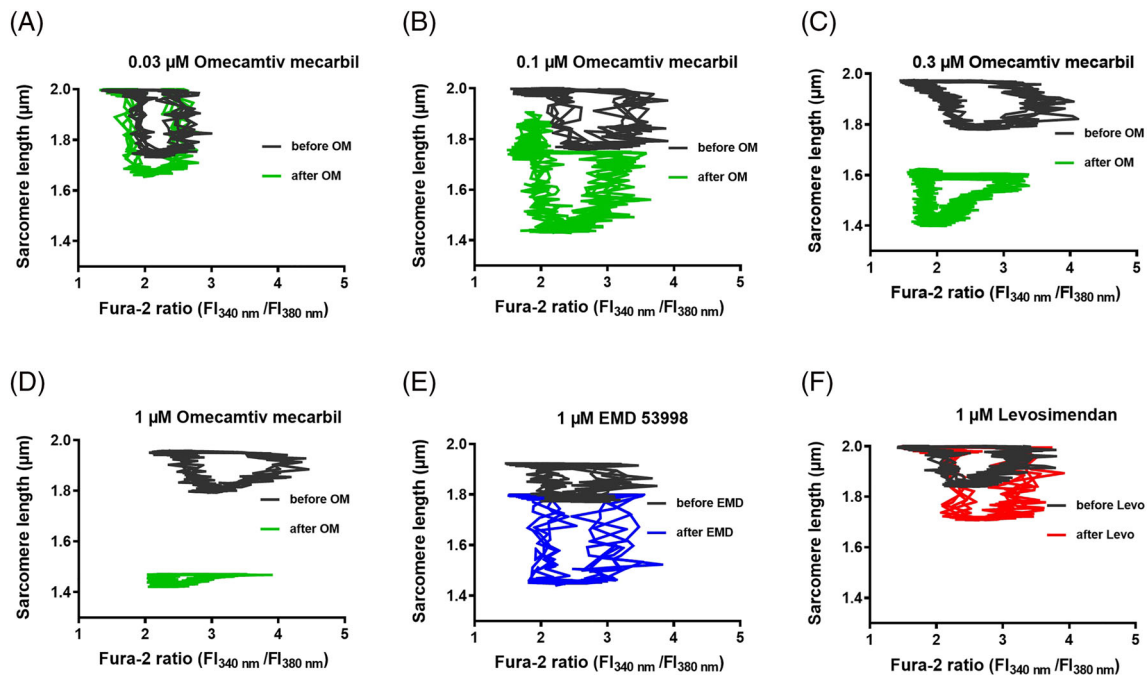 (A)
0.03 µM Omecamtiv mecarbil
Sarcomere length (µm)
2.0
1.8
1.6
1.4
before OM
after OM
1 2 3 4 5
Fura-2 ratio (FI340 nm /FI380 nm)
(B)
0.1 µM Omecamtiv mecarbil
Sarcomere length (µm)
2.0
1.8
1.6
1.4
before OM
after OM
1 2 3 4 5
Fura-2 ratio (FI340 nm /FI380 nm)
(C)
0.3 µM Omecamtiv mecarbil
Sarcomere length (µm)
2.0
1.8
1.6
1.4
before OM
after OM
1 2 3 4 5
Fura-2 ratio (FI340 nm /FI380 nm)
(D)
1 µM Omecamtiv mecarbil
Sarcomere length (µm)
2.0
1.8
1.6
1.4
before OM
after OM
1 2 3 4 5
Fura-2 ratio (FI340 nm /FI380 nm)
(E)
1 µM EMD 53998
Sarcomere length (µm)
2.0
1.8
1.6
1.4
before EMD
after EMD
1 2 3 4 5
Fura-2 ratio (FI340 nm /FI380 nm)
(F)
1 µM Levosimendan
Sarcomere length (µm)
2.0
1.8
1.6
1.4
before Levo
after Levo
1 2 3 4 5
Fura-2 ratio (FI340 nm /FI380 nm)